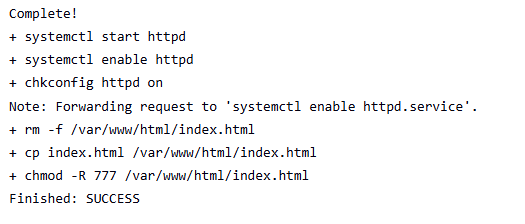 Complete!
+ systemctl start httpd
+ systemctl enable httpd
+ chkconfig httpd on
Note: Forwarding request to 'systemctl enable httpd.service'.
+ rm -f /var/www/html/index.html
+ cp index.html /var/www/html/index.html
+ chmod -R 777 /var/www/html/index.html
Finished: SUCCESS